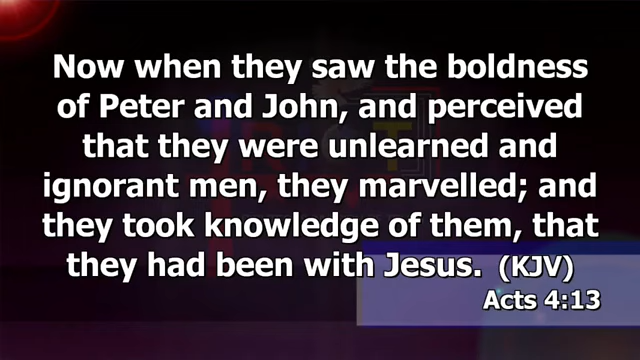 Now when they saw the boldness
of Peter and John, and perceived
that they were unlearned and
ignorant men, they marvelled; and
they took knowledge of them, that
they had been with Jesus. (KJV)
Acts 4:13